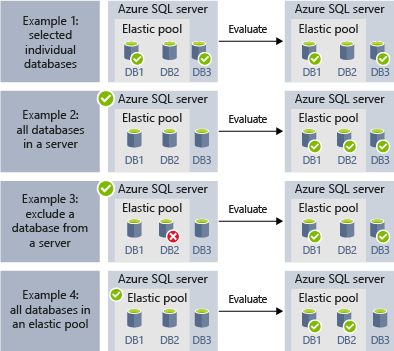 Example 1:
selected
individual
databases
Azure SQL server
Elastic pool
DB1 DB2 DB3
Evaluate
Azure SQL server
Elastic pool
DB1 DB2 DB3
Example 2:
all databases
in a server
Azure SQL server
Elastic pool
DB1 DB2 DB3
Evaluate
Azure SQL server
Elastic pool
DB1 DB2 DB3
Example 3:
exclude a
database from
a server
Azure SQL server
Elastic pool
DB1 DB2 DB3
Evaluate
Azure SQL server
Elastic pool
DB1 DB2 DB3
Example 4:
all databases in
an elastic pool
Azure SQL server
Elastic pool
DB1 DB2 DB3
Evaluate
Azure SQL server
Elastic pool
DB1 DB2 DB3